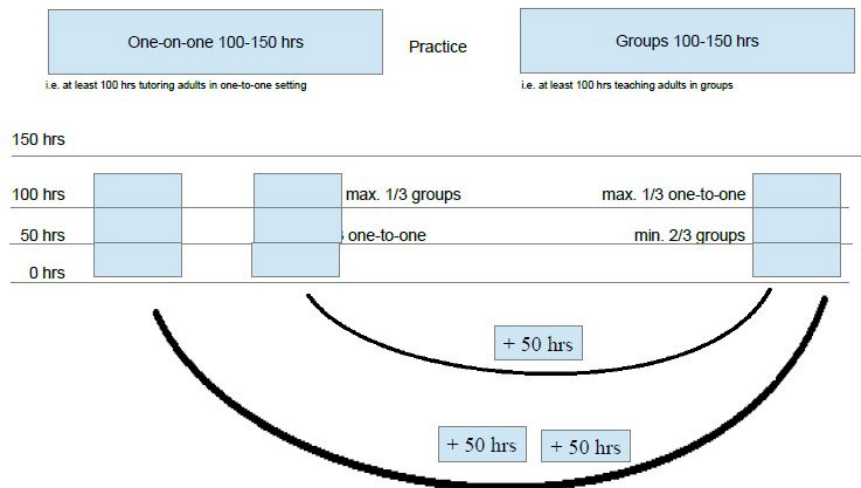 One-on-one 100-150 hrs
Practice
Groups 100-150 hrs
i.e. at least 100 hrs tutoring adults in one-to-one setting
i.e. at least 100 hrs teaching adults in groups
150 hrs
100 hrs
max. 1/3 groups
max. 1/3 one-to-one
50 hrs
one-to-one
min. 2/3 groups
0 hrs
+ 50 hrs
+ 50 hrs
+ 50 hrs